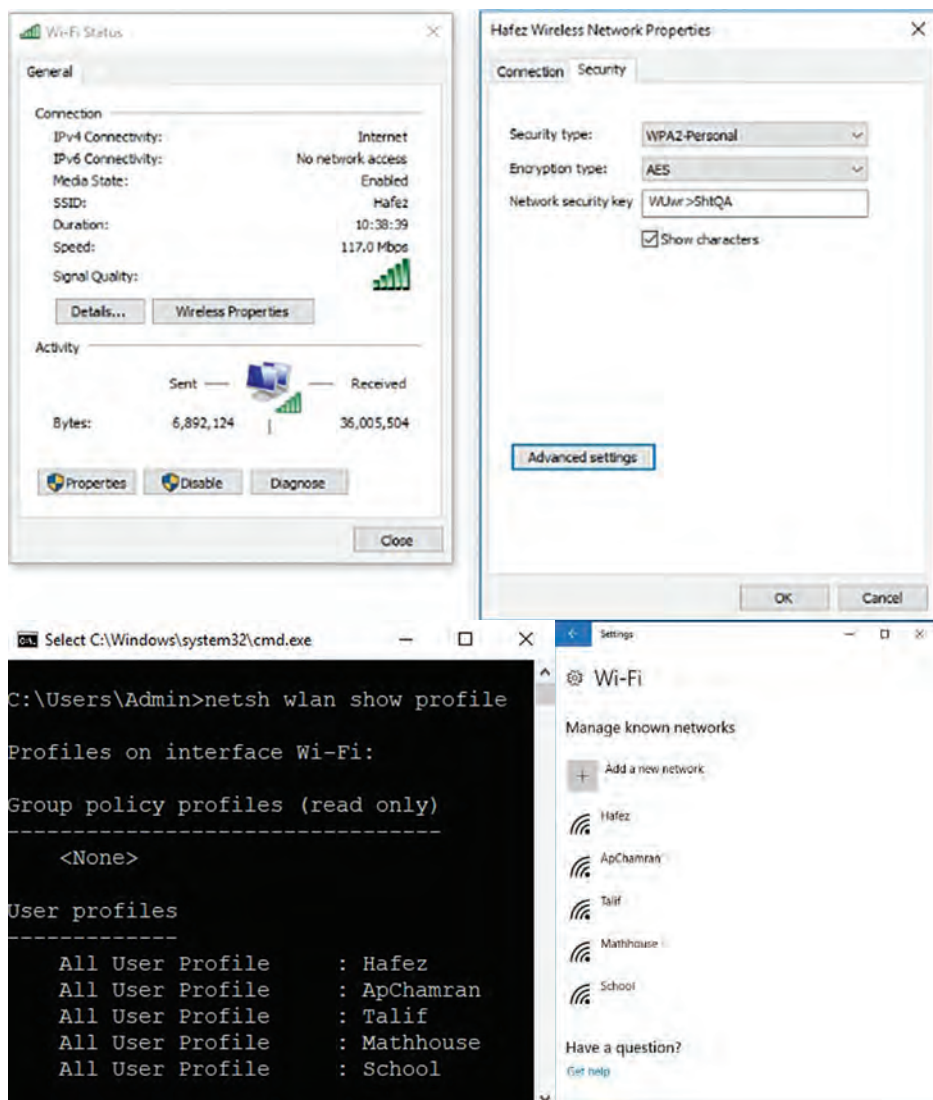 Wi-Fi Status
General
Connection
IPv4 Connectivity: Internet
IPv6 Connectivity: No network access
Media State: Enabled
SSID: Hafez
Duration: 10:38:39
Speed: 117.0 Mbps
Signal Quality:
Details... Wireless Properties
Activity
Sent Received
Bytes: 6,892,124 36,005,504
Properties Disable Diagnose
Close
Hafez Wireless Network Properties
Connection Security
Security type: WPA2-Personal
Encryption type: AES
Network security key WUwr>ShtQA
Show characters
Advanced settings
OK Cancel
Select C:\Windows\system32\cmd.exe
C:\Users\Admin>netsh wlan show profile
Profiles on interface Wi-Fi:
Group policy profiles (read only)
---------------------------------
<None>
User profiles
-------------
All User Profile : Hafez
All User Profile : ApChamran
All User Profile : Talif
All User Profile : Mathhouse
All User Profile : School
Settings
Wi-Fi
Manage known networks
Add a new network
Hafez
ApChamran
Talif
Mathhouse
School
Have a question?
Get help